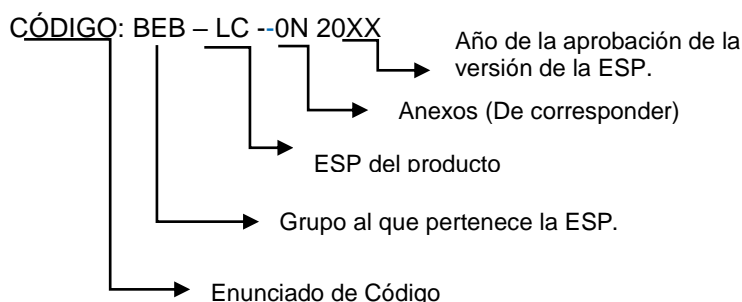 CÓDIGO: BEB – LC --0N 20XX
Año de la aprobación de la
versión de la ESP.
Anexos (De corresponder)
ESP del producto
Grupo al que pertenece la ESP.
Enunciado de Código